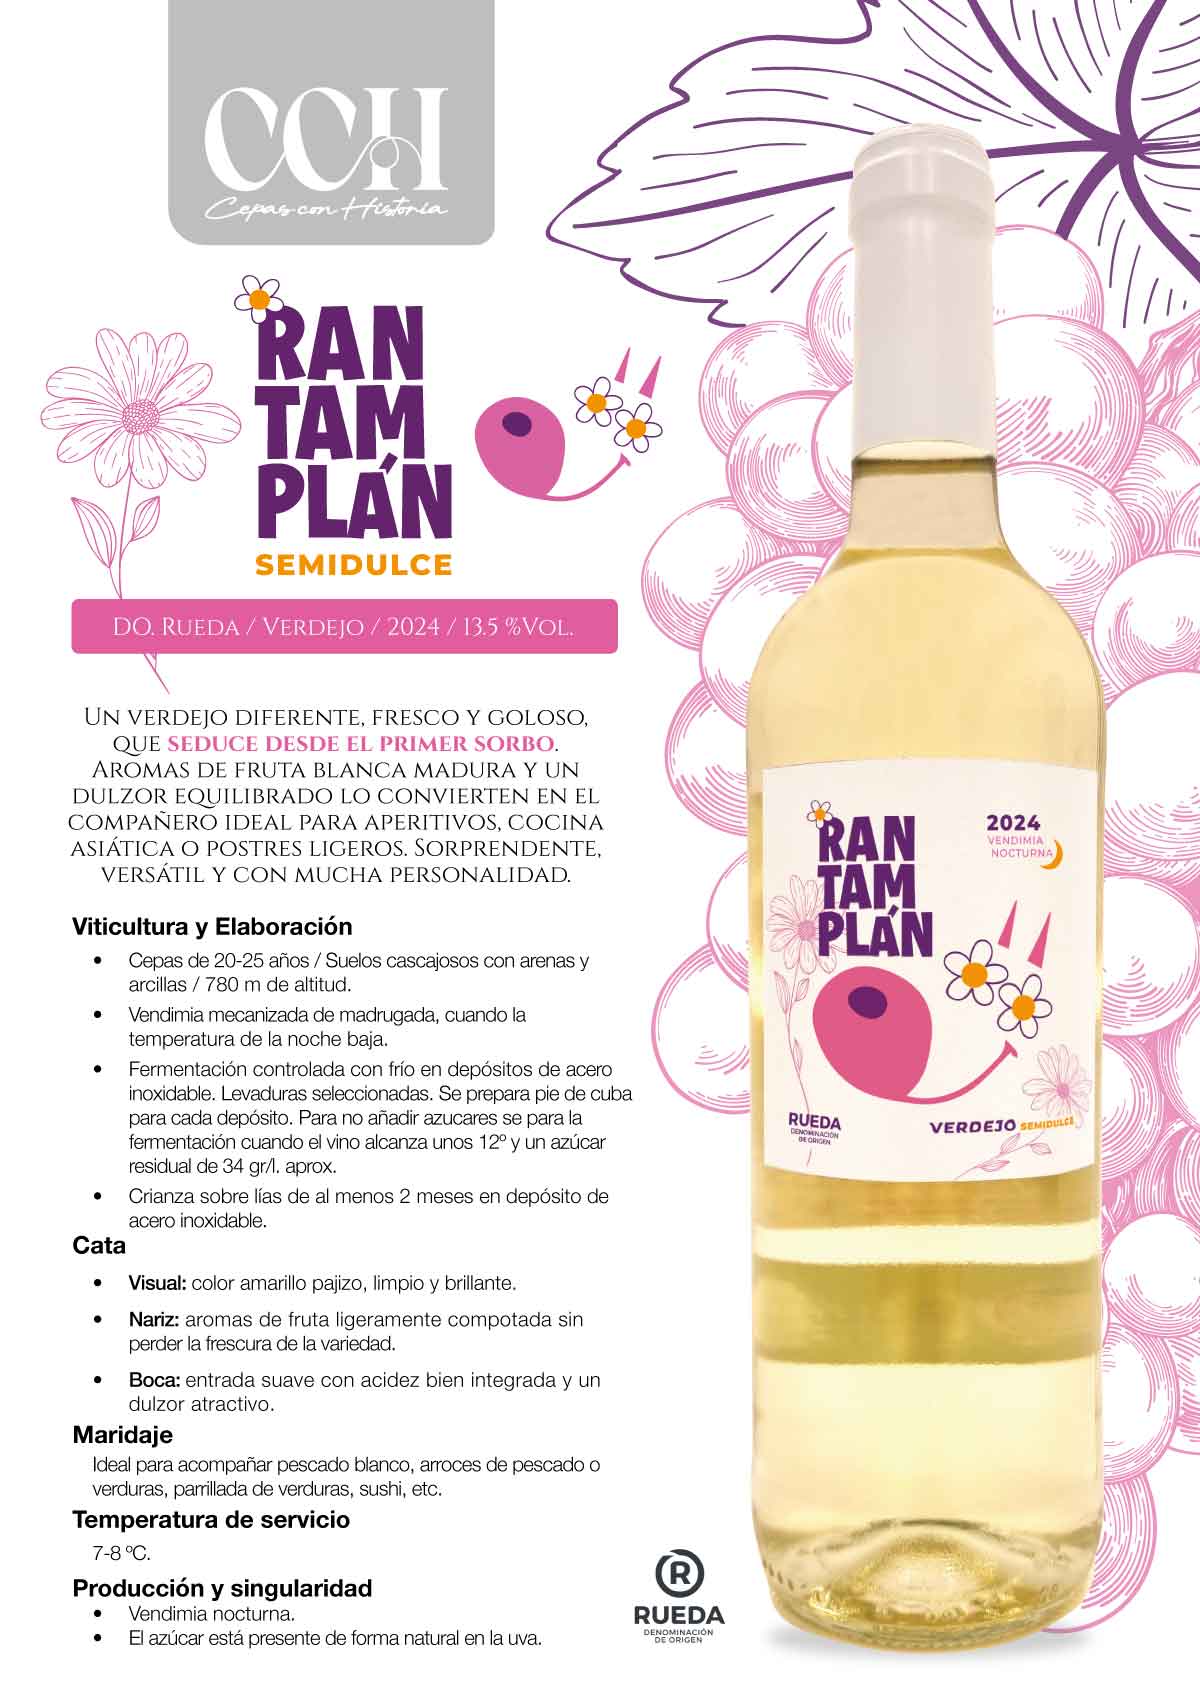 CCH
Cepas con Historia
RAN
TAM
PLÁN
SEMIDULCE
DO. Rueda / Verdejo / 2024 / 13.5 %Vol.
Un verdejo diferente, fresco y goloso,
que seduce desde el primer sorbo.
Aromas de fruta blanca madura y un
dulzor equilibrado lo convierten en el
compañero ideal para aperitivos, cocina
asiática o postres ligeros. Sorprendente,
versátil y con mucha personalidad.
Viticultura y Elaboración
• Cepas de 20-25 años / Suelos cascajosos con arenas y
arcillas / 780 m de altitud.
• Vendimia mecanizada de madrugada, cuando la
temperatura de la noche baja.
• Fermentación controlada con frío en depósitos de acero
inoxidable. Levaduras seleccionadas. Se prepara pie de cuba
para cada depósito. Para no añadir azucares se para la
fermentación cuando el vino alcanza unos 12º y un azúcar
residual de 34 gr/l. aprox.
• Crianza sobre lías de al menos 2 meses en depósito de
acero inoxidable.
Cata
• Visual: color amarillo pajizo, limpio y brillante.
• Nariz: aromas de fruta ligeramente compotada sin
perder la frescura de la variedad.
• Boca: entrada suave con acidez bien integrada y un
dulzor atractivo.
Maridaje
Ideal para acompañar pescado blanco, arroces de pescado o
verduras, parrillada de verduras, sushi, etc.
Temperatura de servicio
7-8 ºC.
Producción y singularidad
• Vendimia nocturna.
• El azúcar está presente de forma natural en la uva.
RAN
TAM
PLÁN
2024
VENDIMIA
NOCTURNA
RUEDA
DENOMINACIÓN
DE ORIGEN
VERDEJO SEMIDULCE
R
RUEDA
DENOMINACIÓN
DE ORIGEN